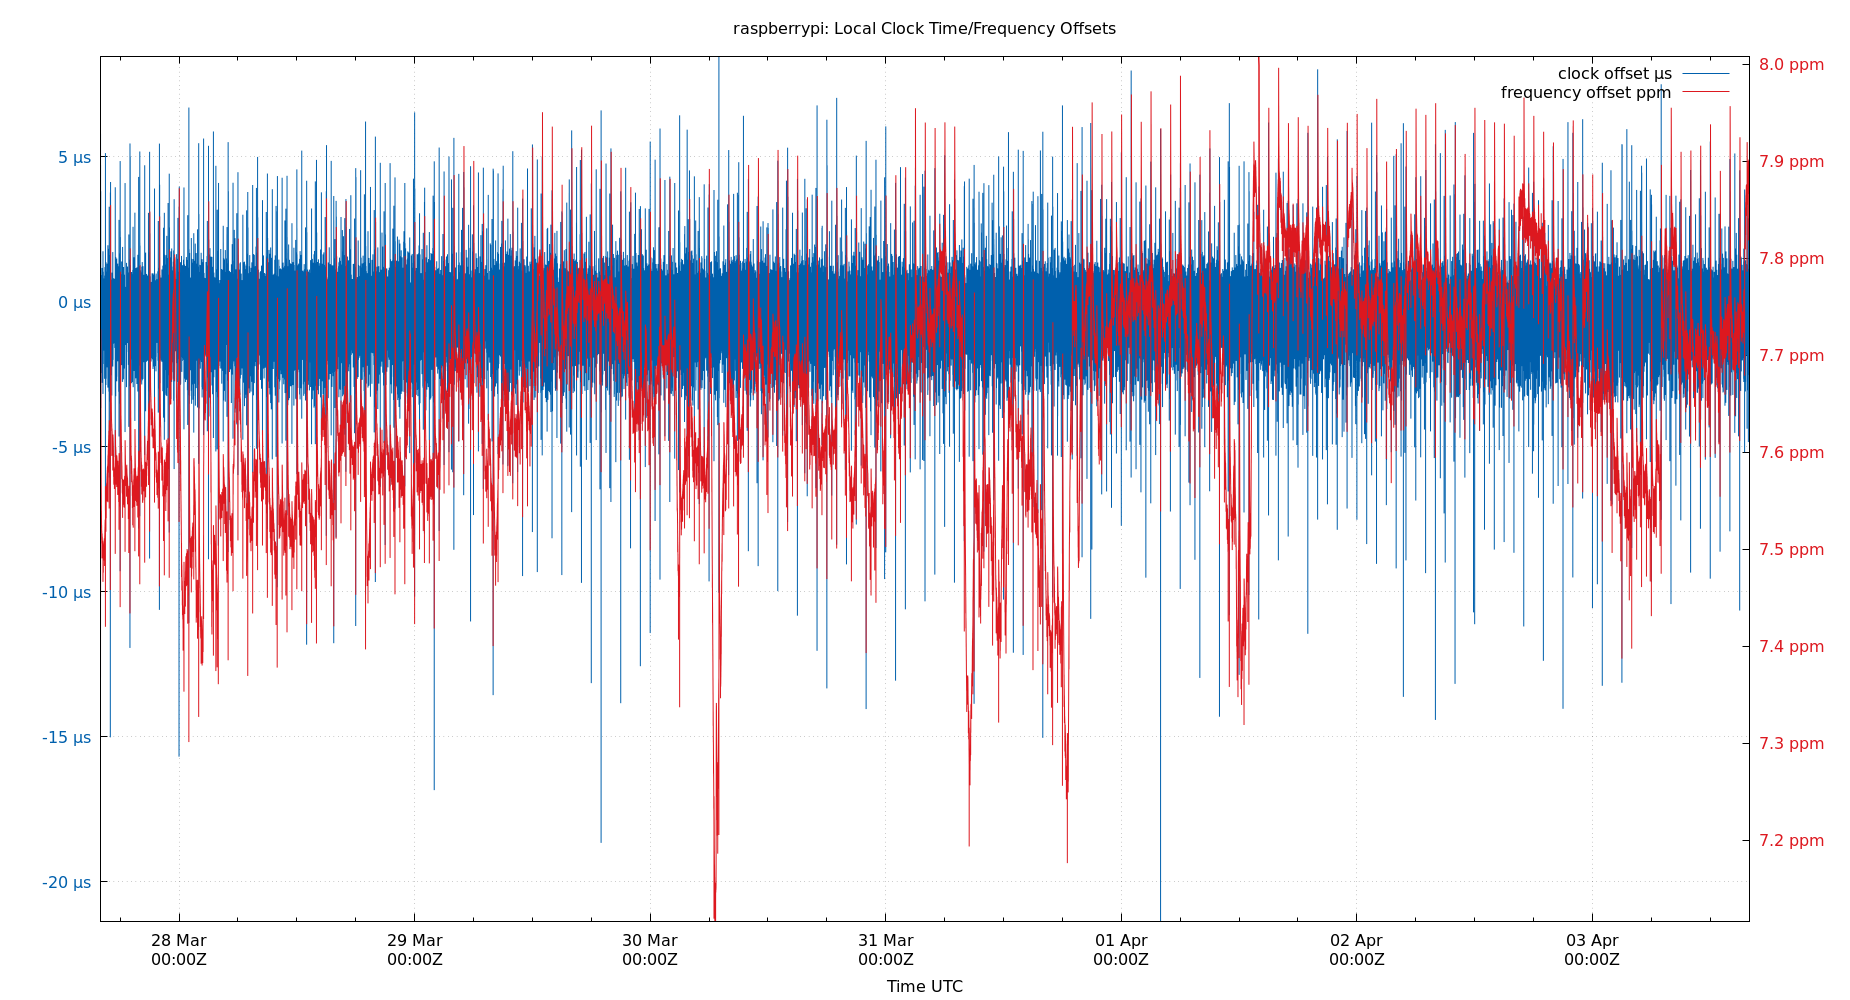 raspberrypi: Local Clock Time/Frequency Offsets
clock offset µs
frequency offset ppm
5 µs
0 µs
-5 µs
-10 µs
-15 µs
-20 µs
8.0 ppm
7.9 ppm
7.8 ppm
7.7 ppm
7.6 ppm
7.5 ppm
7.4 ppm
7.3 ppm
7.2 ppm
28 Mar 29 Mar 30 Mar 31 Mar 01 Apr 02 Apr 03 Apr
00:00Z 00:00Z 00:00Z 00:00Z 00:00Z 00:00Z 00:00Z
Time UTC